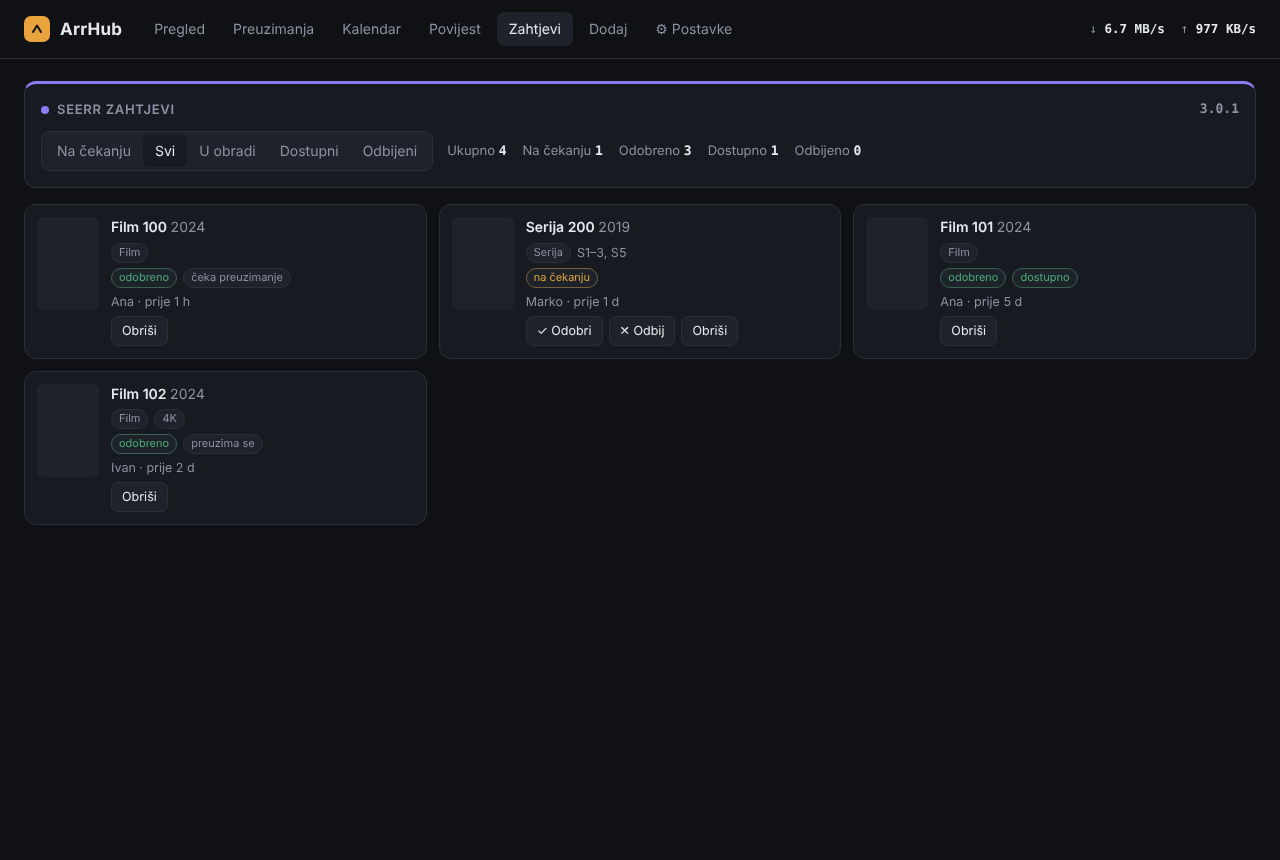 ArrHub Pregled Preuzimanja Kalendar Povijest Zahtjevi Dodaj ⚙ Postavke ↓ 6.7 MB/s ↑ 977 KB/s
SEERR ZAHTJEVI 3.0.1
Na čekanju Svi U obradi Dostupni Odbijeni Ukupno 4 Na čekanju 1 Odobreno 3 Dostupno 1 Odbijeno 0
Film 100 2024
Film
odobreno čeka preuzimanje
Ana · prije 1 h
Obriši
Serija 200 2019
Serija S1–3, S5
na čekanju
Marko · prije 1 d
✓ Odobri ✕ Odbij Obriši
Film 101 2024
Film
odobreno dostupno
Ana · prije 5 d
Obriši
Film 102 2024
Film 4K
odobreno preuzima se
Ivan · prije 2 d
Obriši